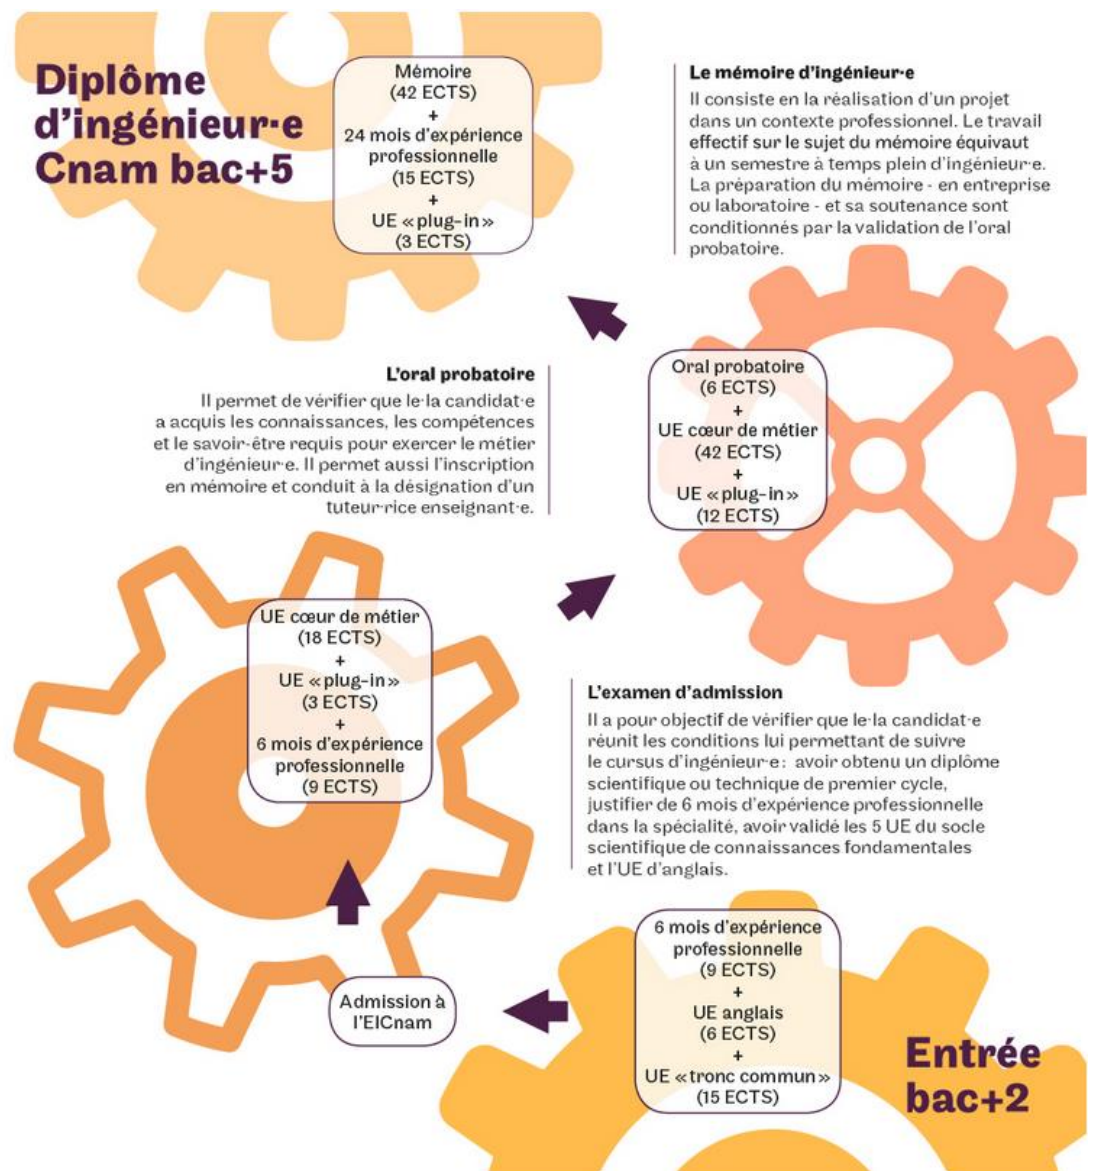 Diplôme
d'ingénieur·e
Cnam bac+5
Mémoire
(42 ECTS)
+
24 mois d'expérience
professionnelle
(15 ECTS)
+
UE « plug-in »
(3 ECTS)
Le mémoire d'ingénieur·e
Il consiste en la réalisation d'un projet
dans un contexte professionnel. Le travail
effectif sur le sujet du mémoire équivaut
à un semestre à temps plein d'ingénieur·e.
La préparation du mémoire - en entreprise
ou laboratoire - et sa soutenance sont
conditionnés par la validation de l'oral
probatoire.
Oral probatoire
(6 ECTS)
+
UE cœur de métier
(42 ECTS)
+
UE « plug-in »
(12 ECTS)
L'oral probatoire
Il permet de vérifier que le·la candidat·e
a acquis les connaissances, les compétences
et le savoir-être requis pour exercer le métier
d'ingénieur·e. Il permet aussi l'inscription
en mémoire et conduit à la désignation d'un
tuteur·rice enseignant·e.
UE cœur de métier
(18 ECTS)
+
UE « plug-in »
(3 ECTS)
+
6 mois d'expérience
professionnelle
(9 ECTS)
L'examen d'admission
Il a pour objectif de vérifier que le·la candidat·e
réunit les conditions lui permettant de suivre
le cursus d'ingénieur·e : avoir obtenu un diplôme
scientifique ou technique de premier cycle,
justifier de 6 mois d'expérience professionnelle
dans la spécialité, avoir validé les 5 UE du socle
scientifique de connaissances fondamentales
et l'UE d'anglais.
Admission à
l'EICnam
6 mois d'expérience
professionnelle
(9 ECTS)
+
UE anglais
(6 ECTS)
+
UE « tronc commun »
(15 ECTS)
Entrée
bac+2